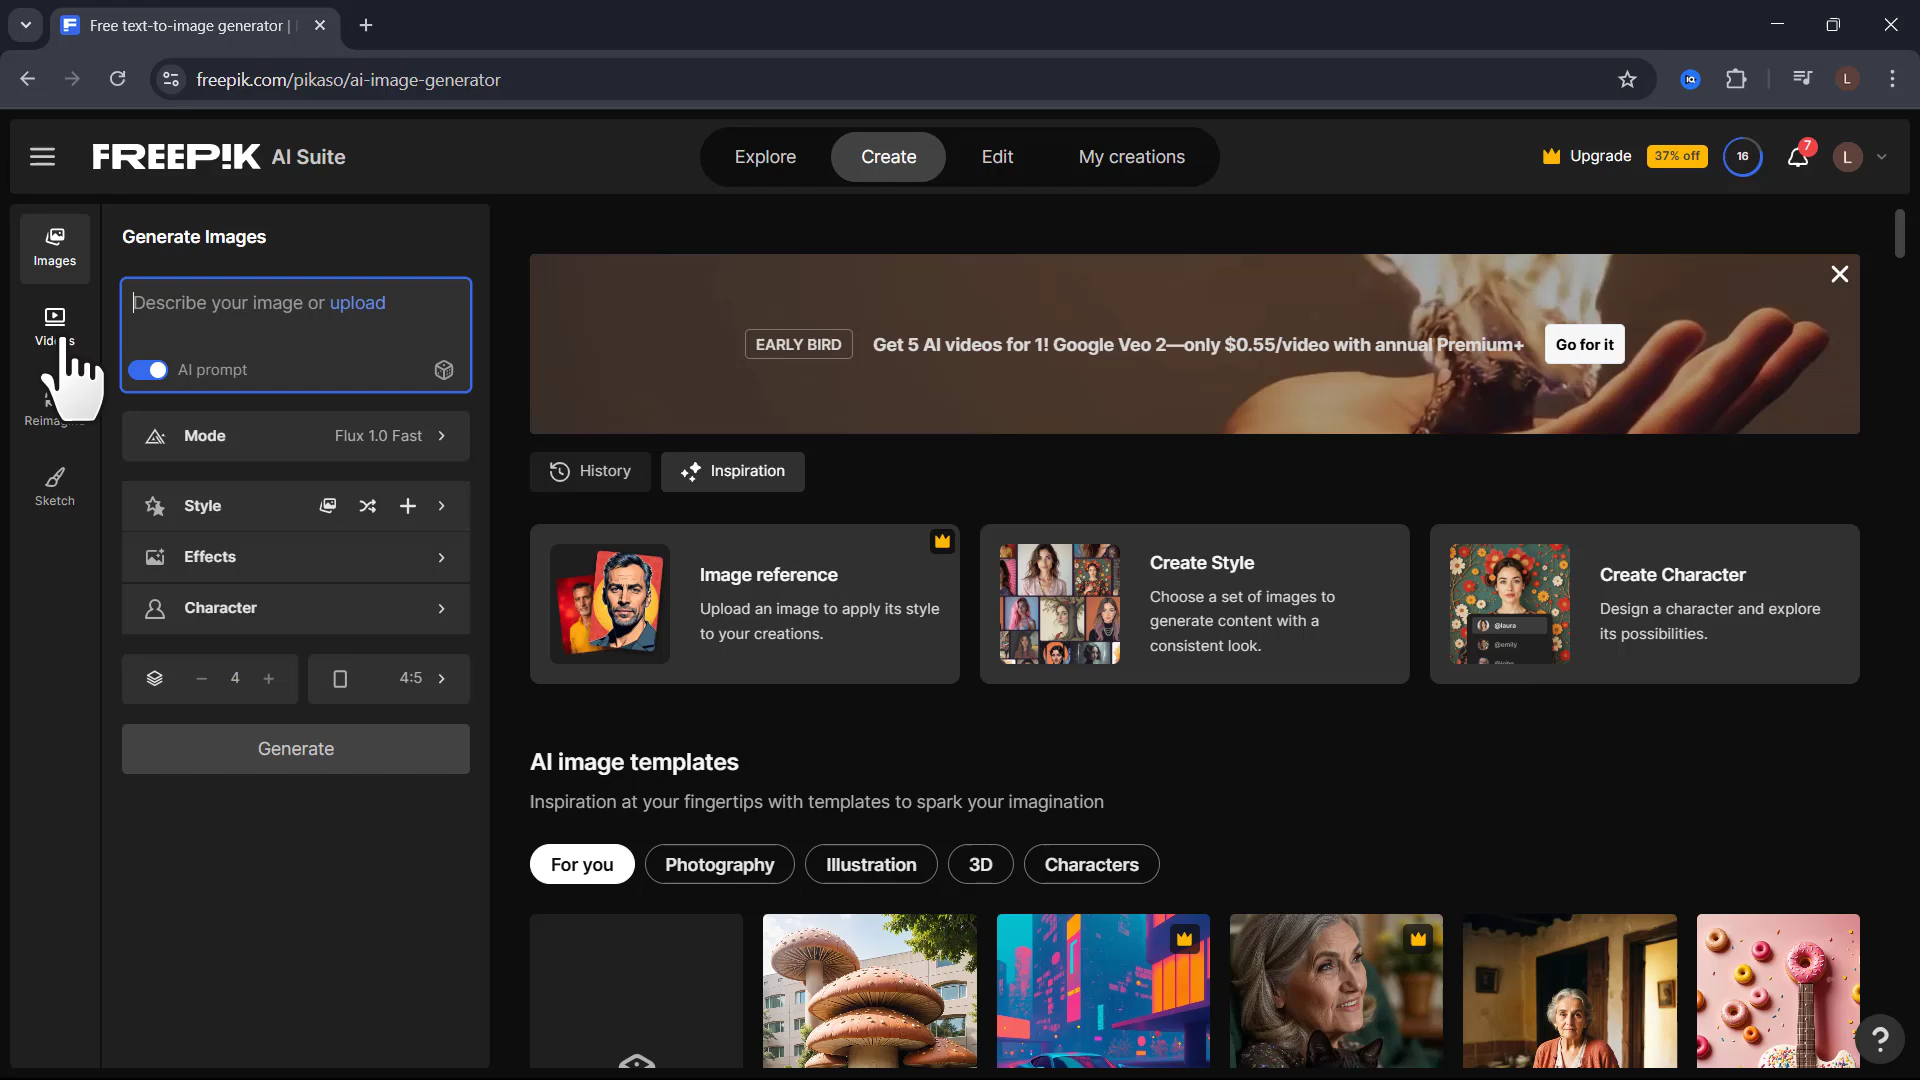 Free text-to-image generator |
freepik.com/pikaso/ai-image-generator
L
FREEP!K AI Suite
Explore
Create
Edit
My creations
Upgrade
37% off
16
7
L
Images
Videos
Sketch
Generate Images
Describe your image or upload
AI prompt
Mode
Flux 1.0 Fast
Style
Effects
Character
4
4:5
Generate
EARLY BIRD
Get 5 AI videos for 1! Google Veo 2—only $0.55/video with annual Premium+
Go for it
History
Inspiration
Image reference
Upload an image to apply its style
to your creations.
Create Style
Choose a set of images to
generate content with a
consistent look.
@laura
@emily
Create Character
Design a character and explore
its possibilities.
AI image templates
Inspiration at your fingertips with templates to spark your imagination
For you
Photography
Illustration
3D
Characters
?